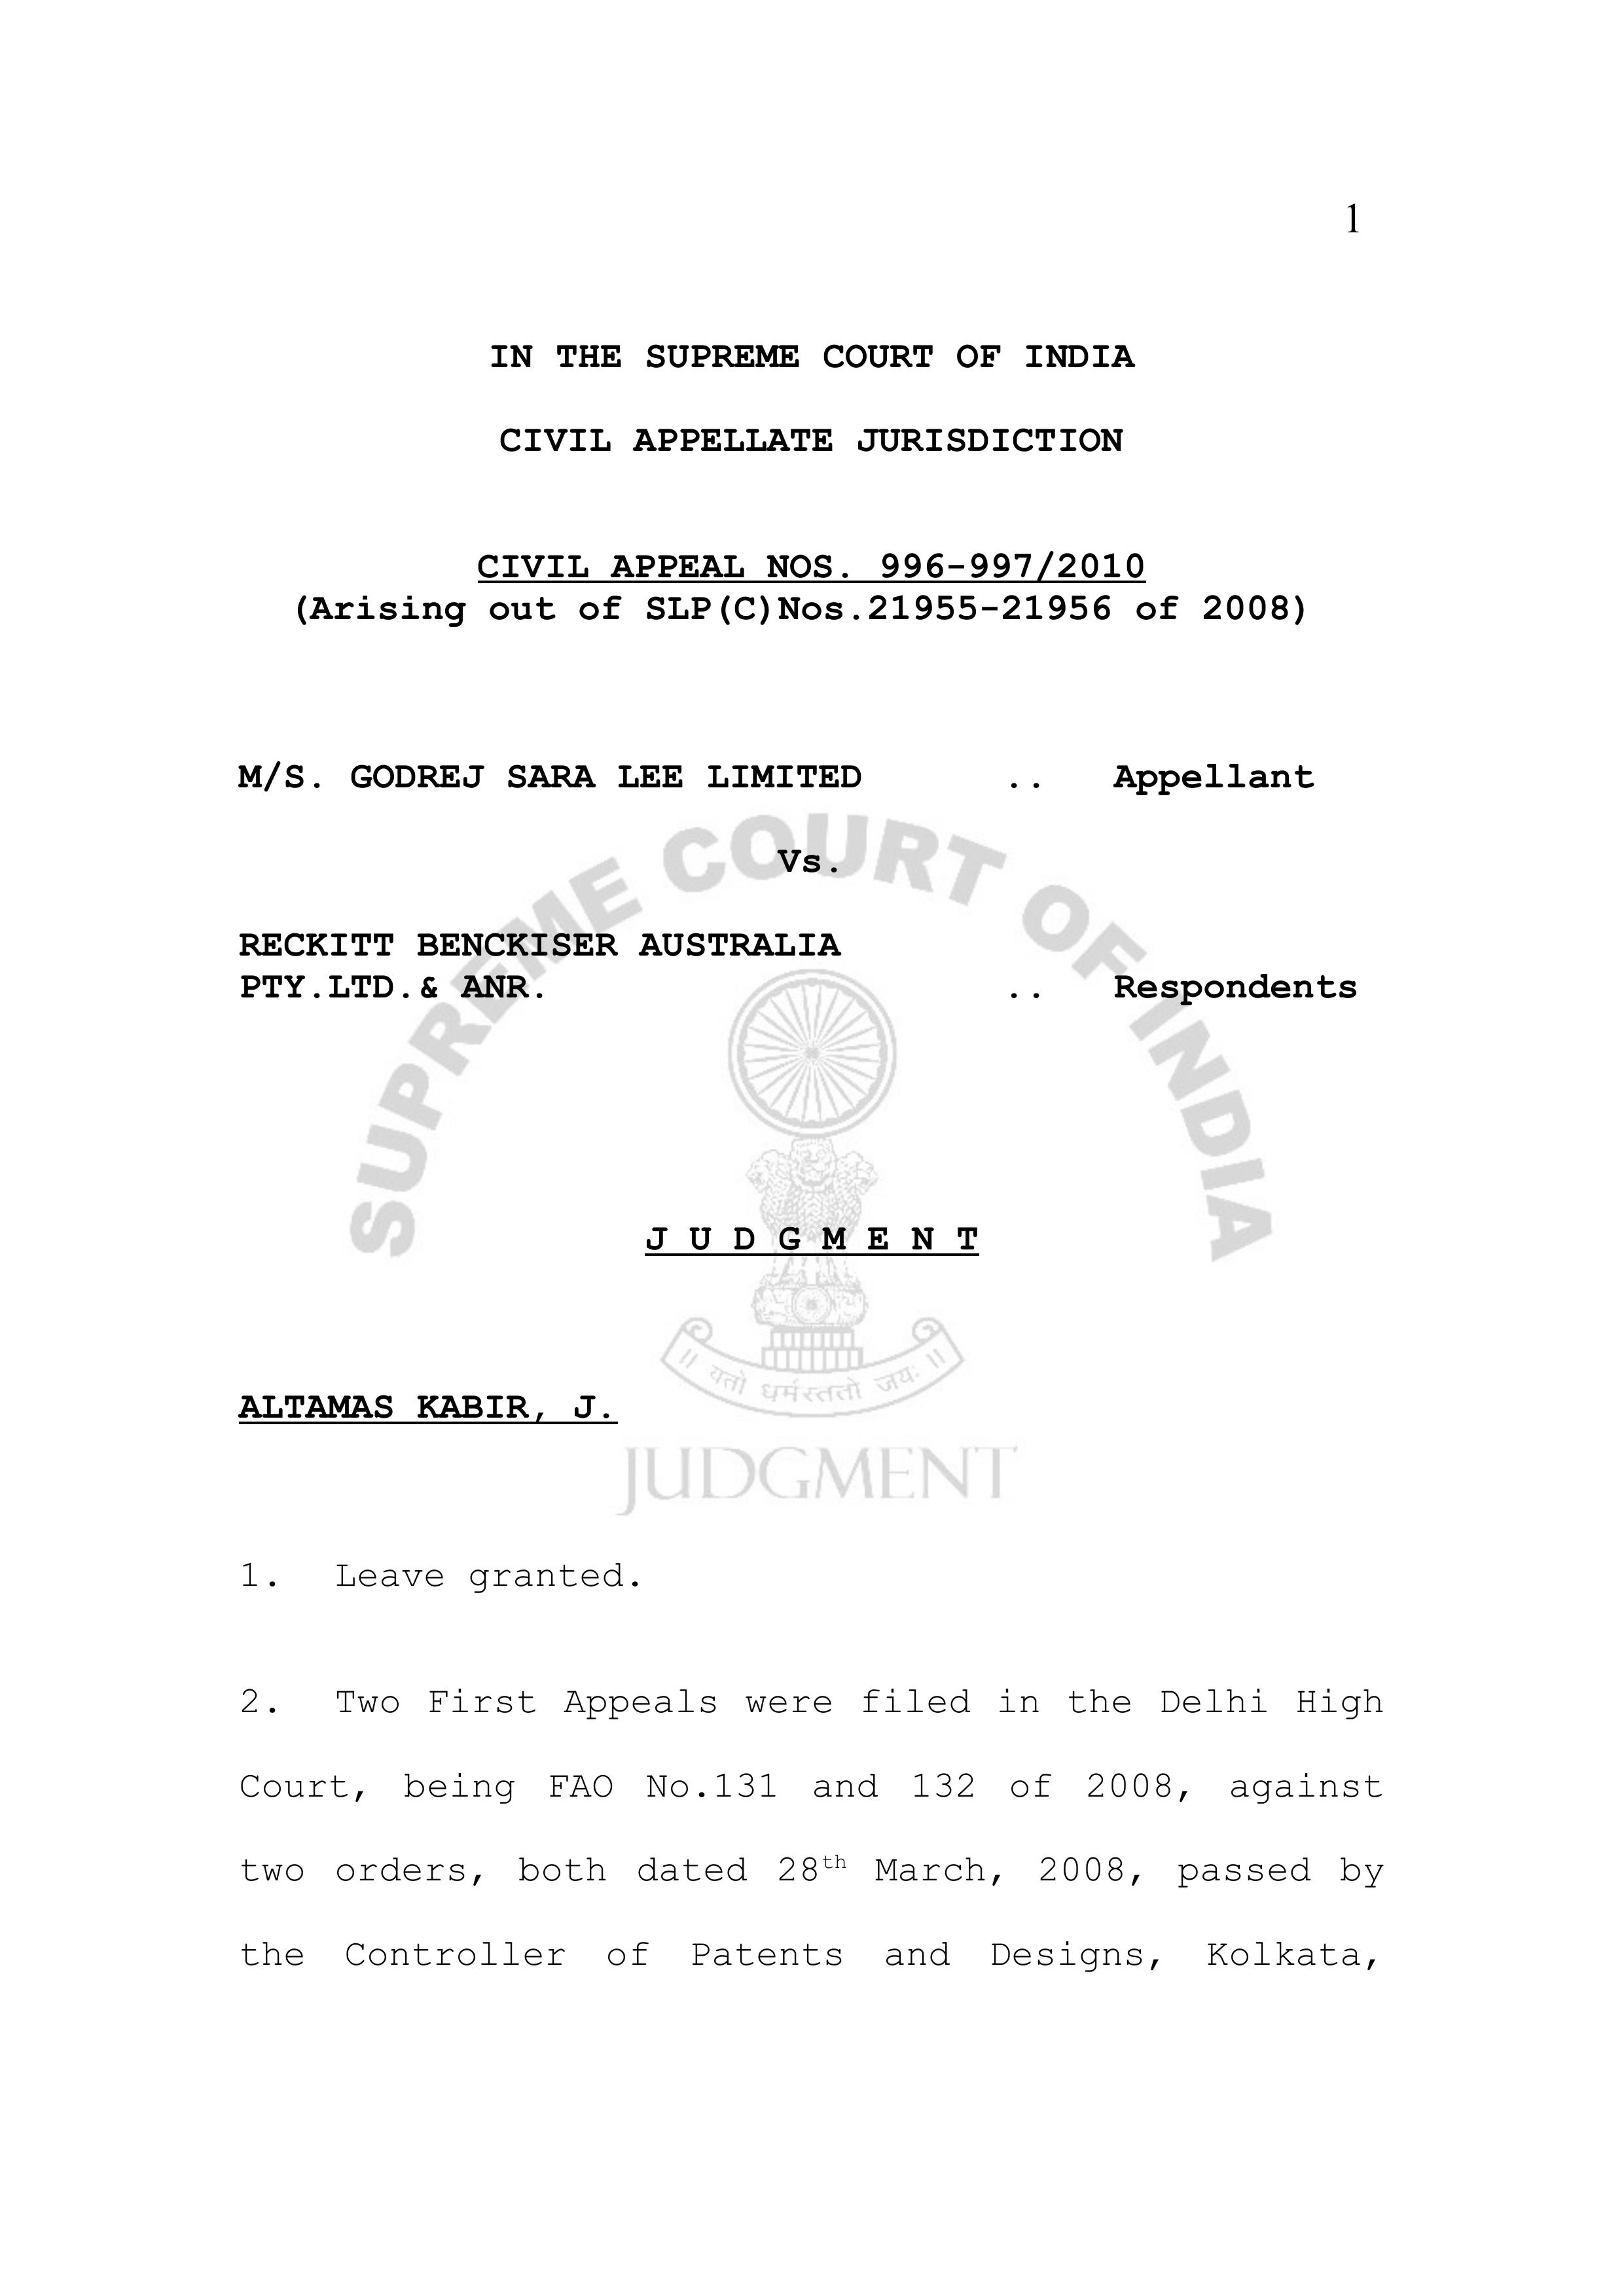 1
IN THE SUPREME COURT OF INDIA
CIVIL APPELLATE JURISDICTION
CIVIL APPEAL NOS. 996-997/2010
(Arising out of SLP(C)Nos.21955-21956 of 2008)
M/S. GODREJ SARA LEE LIMITED .. Appellant
Vs.
RECKITT BENCKISER AUSTRALIA
PTY.LTD.& ANR. .. Respondents
SUPREME COURT OF INDIA
J U D G M E N T
॥ यतो धर्मस्ततो जयः ॥
ALTAMAS KABIR, J.
JUDGMENT
1. Leave granted.
2. Two First Appeals were filed in the Delhi High
Court, being FAO No.131 and 132 of 2008, against
two orders, both dated 28th March, 2008, passed by
the Controller of Patents and Designs, Kolkata,